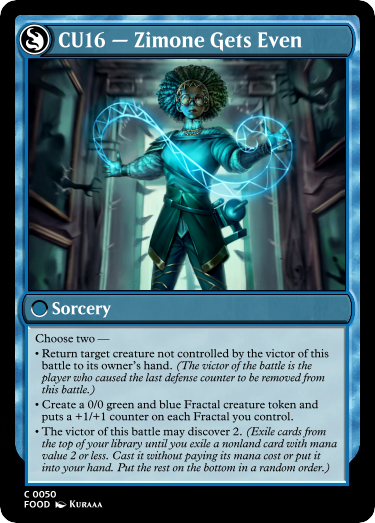 CU16 — Zimone Gets Even
Sorcery
Choose two —
• Return target creature not controlled by the victor of this
battle to its owner's hand. (The victor of the battle is the
player who caused the last defense counter to be removed from
this battle.)
• Create a 0/0 green and blue Fractal creature token and
puts a +1/+1 counter on each Fractal you control.
• The victor of this battle may discover 2. (Exile cards from
the top of your library until you exile a nonland card with mana
value 2 or less. Cast it without paying its mana cost or put it
into your hand. Put the rest on the bottom in a random order.)
C 0050
FOOD Kuraaa